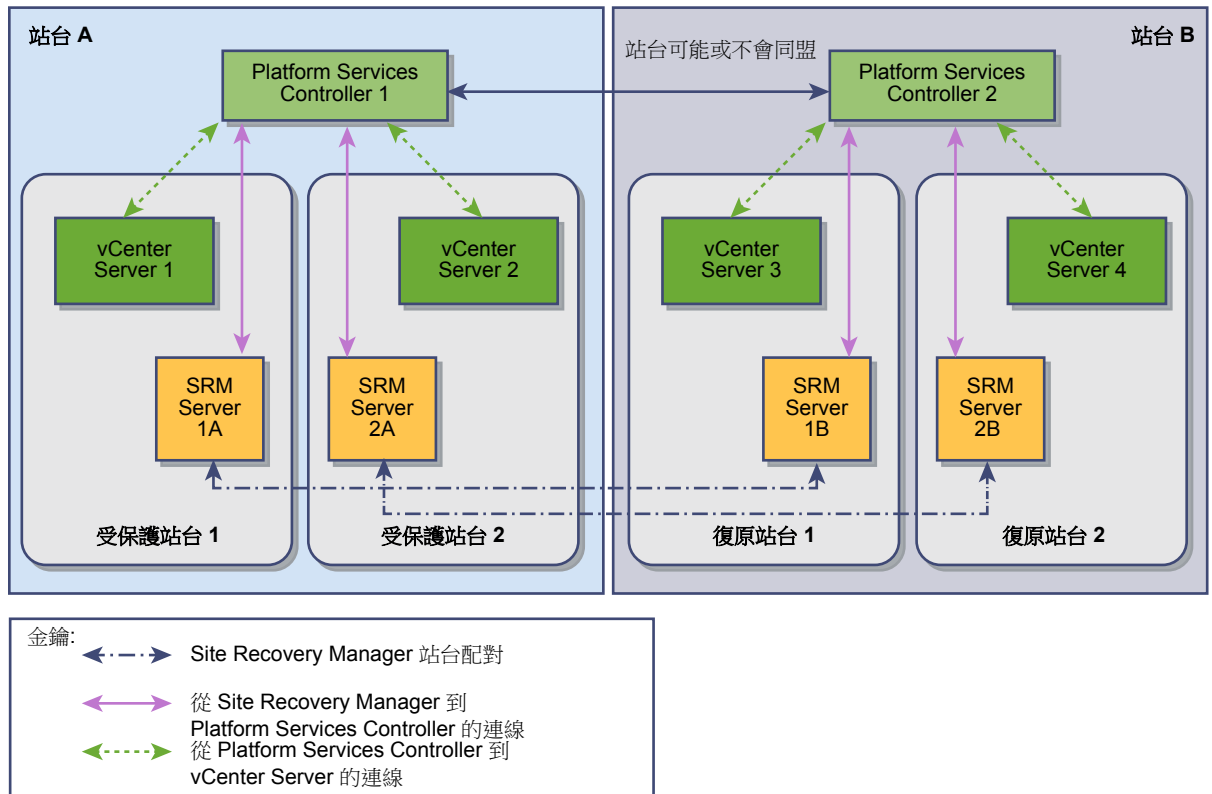 站台 A
站台 B
站台可能或不會同盟
Platform Services
Controller 1
Platform Services
Controller 2
vCenter
Server 1
vCenter
Server 2
vCenter
Server 3
vCenter
Server 4
SRM
Server
1A
SRM
Server
2A
SRM
Server
1B
SRM
Server
2B
受保護站台 1
受保護站台 2
復原站台 1
復原站台 2
金鑰:
Site Recovery Manager 站台配對
從 Site Recovery Manager 到
Platform Services Controller 的連線
從 Platform Services Controller 到
vCenter Server 的連線